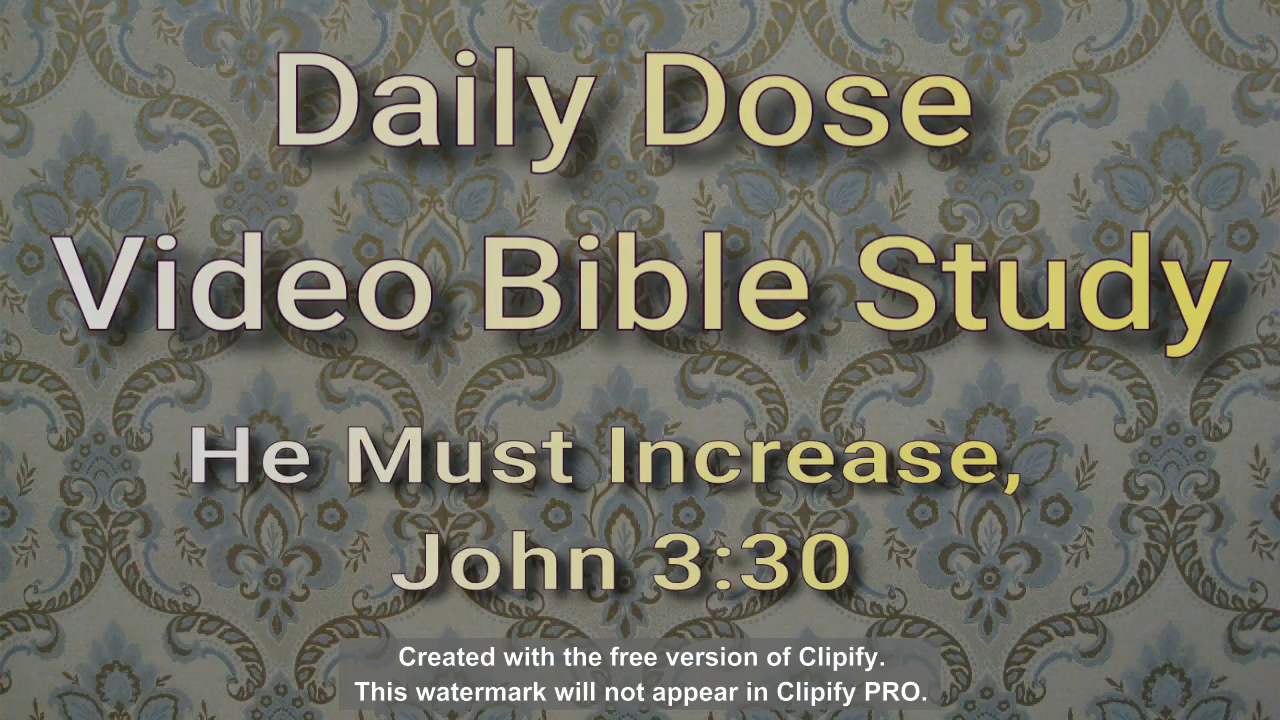 Daily Dose
Video Bible Study
He Must Increase,
John 3:30
Created with the free version of Clipify.
This watermark will not appear in Clipify PRO.